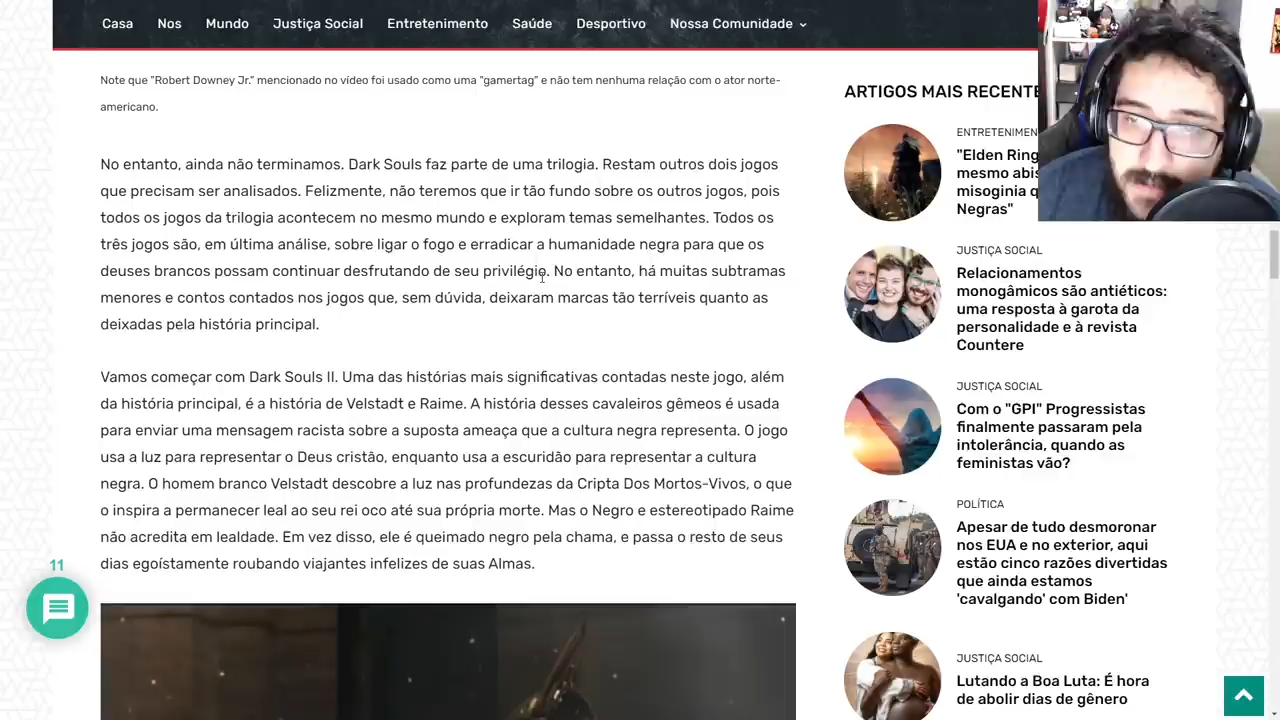 Casa Nos Mundo Justiça Social Entretenimento Saúde Desportivo Nossa Comunidade
Note que "Robert Downey Jr." mencionado no vídeo foi usado como uma "gamertag" e não tem nenhuma relação com o ator norte-
americano.
No entanto, ainda não terminamos. Dark Souls faz parte de uma trilogia. Restam outros dois jogos
que precisam ser analisados. Felizmente, não teremos que ir tão fundo sobre os outros jogos, pois
todos os jogos da trilogia acontecem no mesmo mundo e exploram temas semelhantes. Todos os
três jogos são, em última análise, sobre ligar o fogo e erradicar a humanidade negra para que os
deuses brancos possam continuar desfrutando de seu privilégio. No entanto, há muitas subtramas
menores e contos contados nos jogos que, sem dúvida, deixaram marcas tão terríveis quanto as
deixadas pela história principal.
Vamos começar com Dark Souls II. Uma das histórias mais significativas contadas neste jogo, além
da história principal, é a historia de Velstadt e Raime. A história desses cavaleiros gêmeos é usada
para enviar uma mensagem racista sobre a suposta ameaça que a cultura negra representa. O jogo
usa a luz para representar o Deus cristão, enquanto usa a escuridão para representar a cultura
negra. O homem branco Velstadt descobre a luz nas profundezas da Cripta Dos Mortos-Vivos, o que
o inspira a permanecer leal ao seu rei oco até sua própria morte. Mas o Negro e estereotipado Raime
não acredita em lealdade. Em vez disso, ele é queimado negro pela chama, e passa o resto de seus
dias egoístamente roubando viajantes infelizes de suas Almas.
11
ARTIGOS MAIS RECENTE
ENTRETENIMEN
"Elden Ring
mesmo abis
misoginia q
Negras"
JUSTIÇA SOCIAL
Relacionamentos
monogâmicos são antiéticos:
uma resposta à garota da
personalidade e à revista
Countere
JUSTIÇA SOCIAL
Com o "GPI" Progressistas
finalmente passaram pela
intolerância, quando as
feministas vão?
POLÍTICA
Apesar de tudo desmoronar
nos EUA e no exterior, aqui
estão cinco razões divertidas
que ainda estamos
'cavalgando' com Biden'
JUSTIÇA SOCIAL
Lutando a Boa Luta: É hora
de abolir dias de gênero